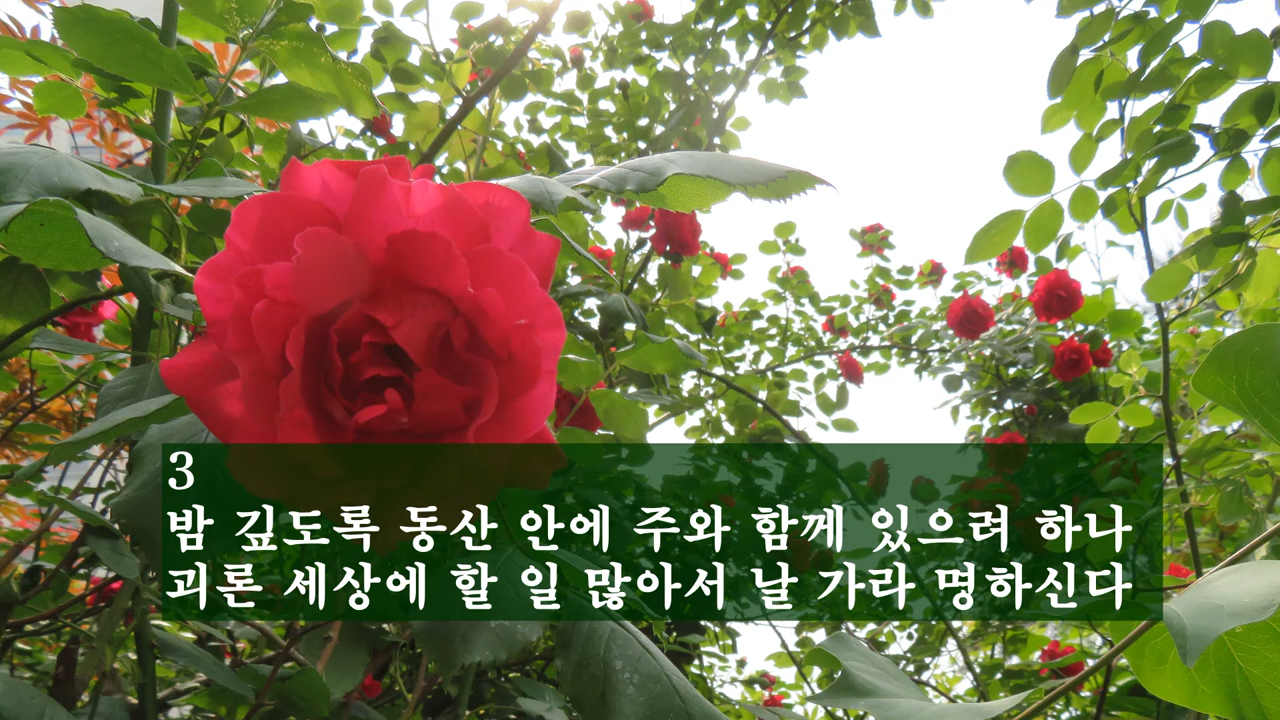 3
밤 깊도록 동산 안에 주와 함께 있으려 하나
괴론 세상에 할 일 많아서 날 가라 명하신다